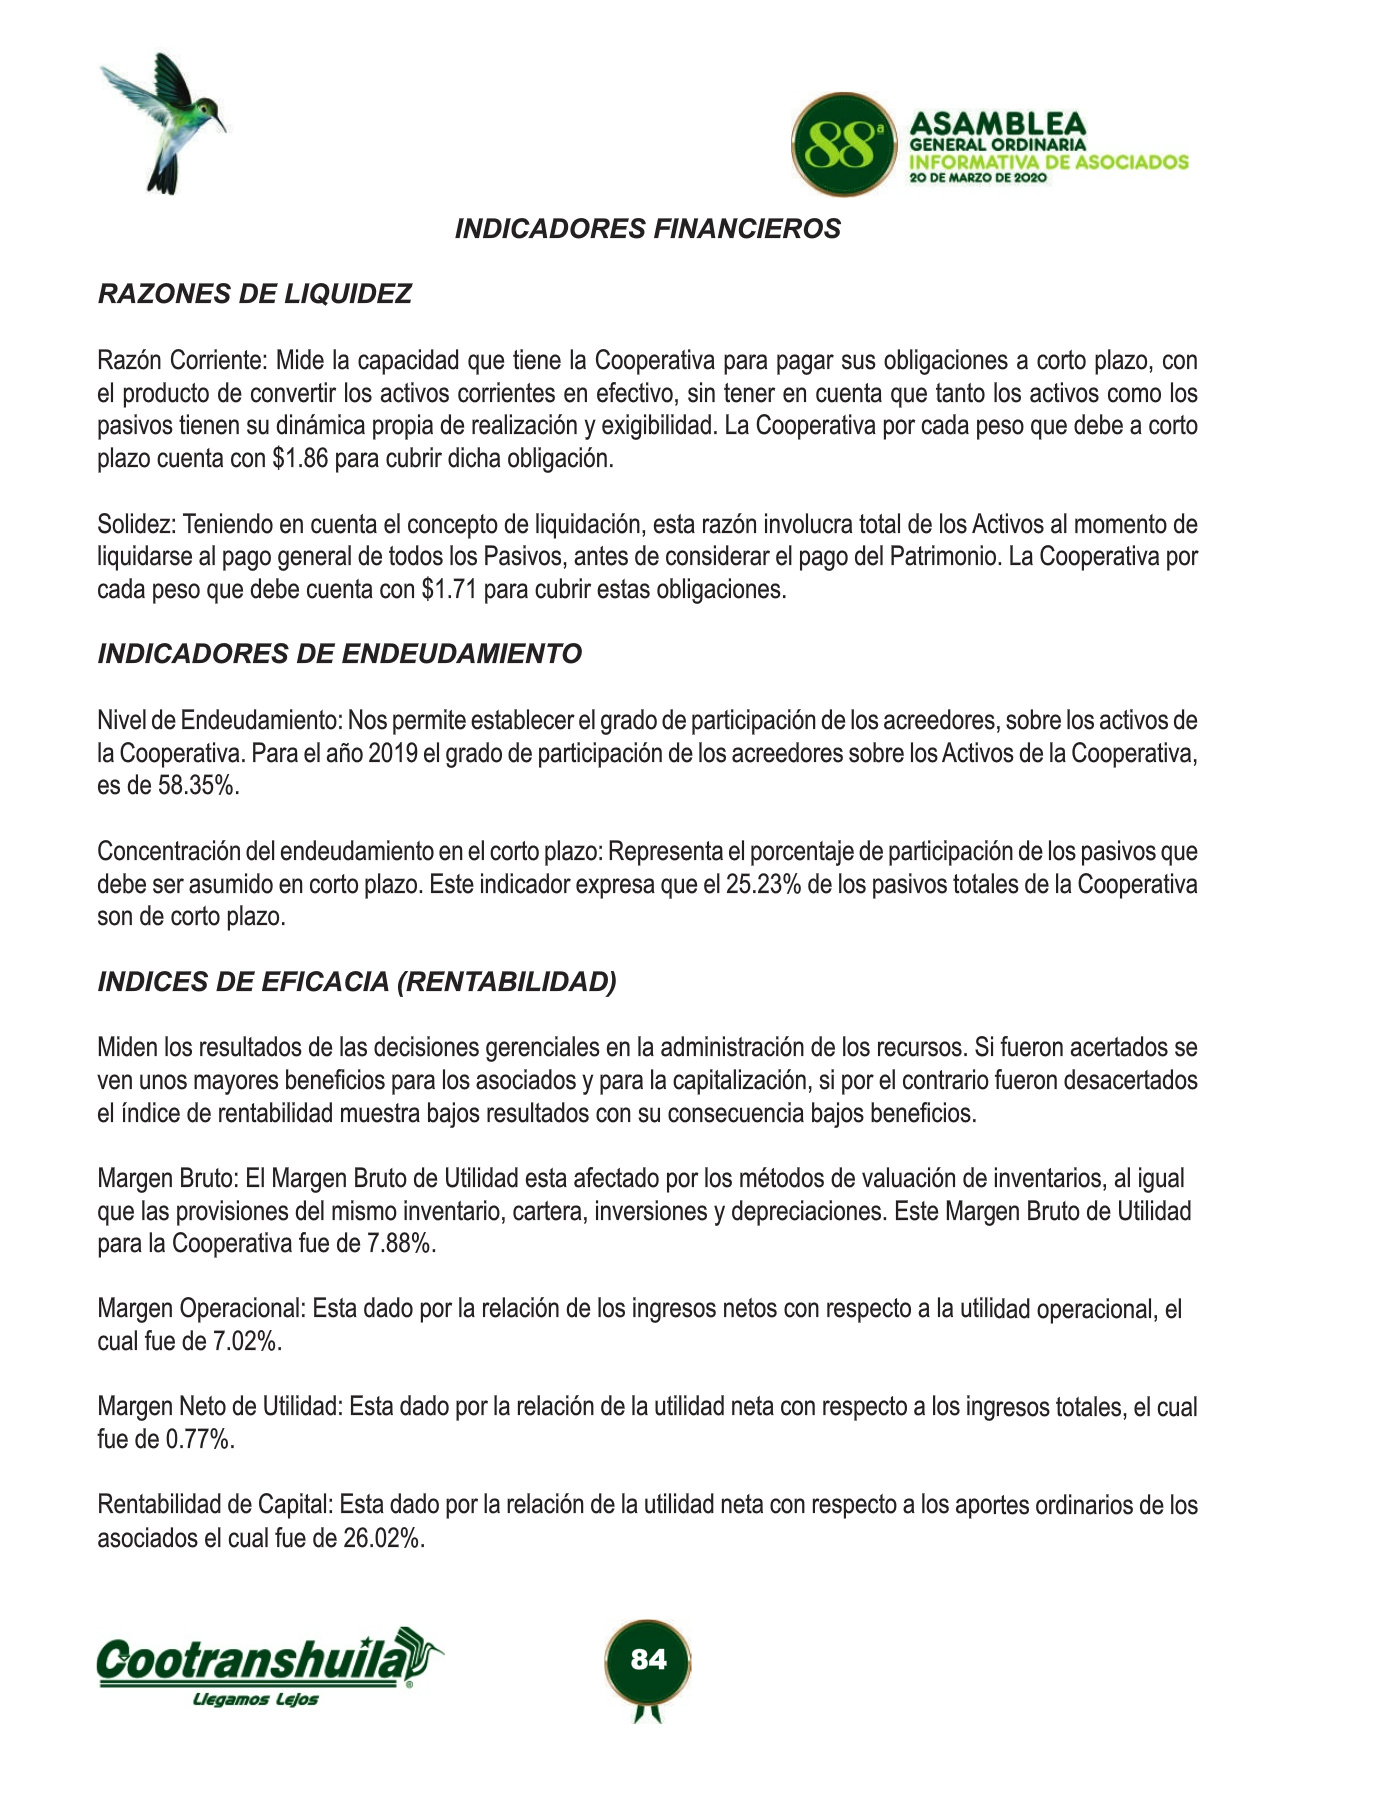 88ª
ASAMBLEA
GENERAL ORDINARIA
INFORMATIVA DE ASOCIADOS
20 DE MARZO DE 2020
INDICADORES FINANCIEROS
RAZONES DE LIQUIDEZ
Razón Corriente: Mide la capacidad que tiene la Cooperativa para pagar sus obligaciones a corto plazo, con
el producto de convertir los activos corrientes en efectivo, sin tener en cuenta que tanto los activos como los
pasivos tienen su dinámica propia de realización y exigibilidad. La Cooperativa por cada peso que debe a corto
plazo cuenta con $1.86 para cubrir dicha obligación.
Solidez: Teniendo en cuenta el concepto de liquidación, esta razón involucra total de los Activos al momento de
liquidarse al pago general de todos los Pasivos, antes de considerar el pago del Patrimonio. La Cooperativa por
cada peso que debe cuenta con $1.71 para cubrir estas obligaciones.
INDICADORES DE ENDEUDAMIENTO
Nivel de Endeudamiento: Nos permite establecer el grado de participación de los acreedores, sobre los activos de
la Cooperativa. Para el año 2019 el grado de participación de los acreedores sobre los Activos de la Cooperativa,
es de 58.35%.
Concentración del endeudamiento en el corto plazo: Representa el porcentaje de participación de los pasivos que
debe ser asumido en corto plazo. Este indicador expresa que el 25.23% de los pasivos totales de la Cooperativa
son de corto plazo.
INDICES DE EFICACIA (RENTABILIDAD)
Miden los resultados de las decisiones gerenciales en la administración de los recursos. Si fueron acertados se
ven unos mayores beneficios para los asociados y para la capitalización, si por el contrario fueron desacertados
el índice de rentabilidad muestra bajos resultados con su consecuencia bajos beneficios.
Margen Bruto: El Margen Bruto de Utilidad esta afectado por los métodos de valuación de inventarios, al igual
que las provisiones del mismo inventario, cartera, inversiones y depreciaciones. Este Margen Bruto de Utilidad
para la Cooperativa fue de 7.88%.
Margen Operacional: Esta dado por la relación de los ingresos netos con respecto a la utilidad operacional, el
cual fue de 7.02%.
Margen Neto de Utilidad: Esta dado por la relación de la utilidad neta con respecto a los ingresos totales, el cual
fue de 0.77%.
Rentabilidad de Capital: Esta dado por la relación de la utilidad neta con respecto a los aportes ordinarios de los
asociados el cual fue de 26.02%.
Cootranshuila®
Llegamos Lejos
84